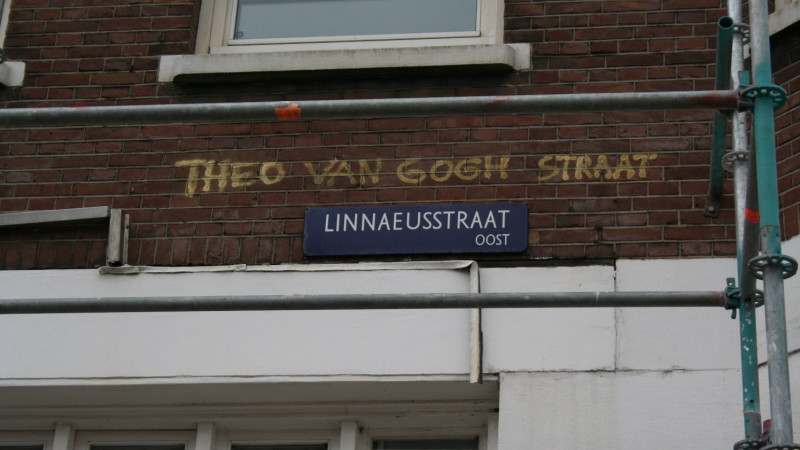 THEO VAN GOGH STRAAT
LINNAEUSSTRAAT
OOST